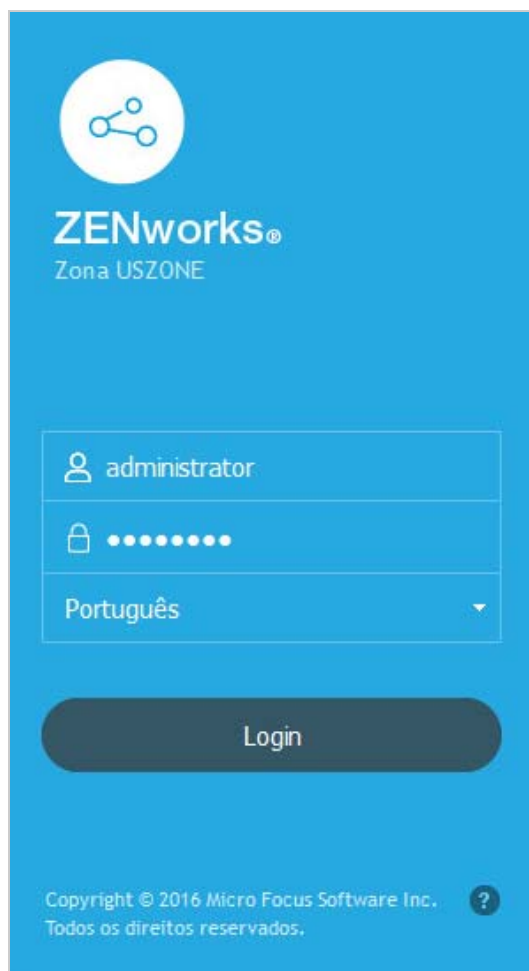 ZENworks®
Zona USZONE
administrator
••••••••
Português
Login
Copyright © 2016 Micro Focus Software Inc.
?
Todos os direitos reservados.